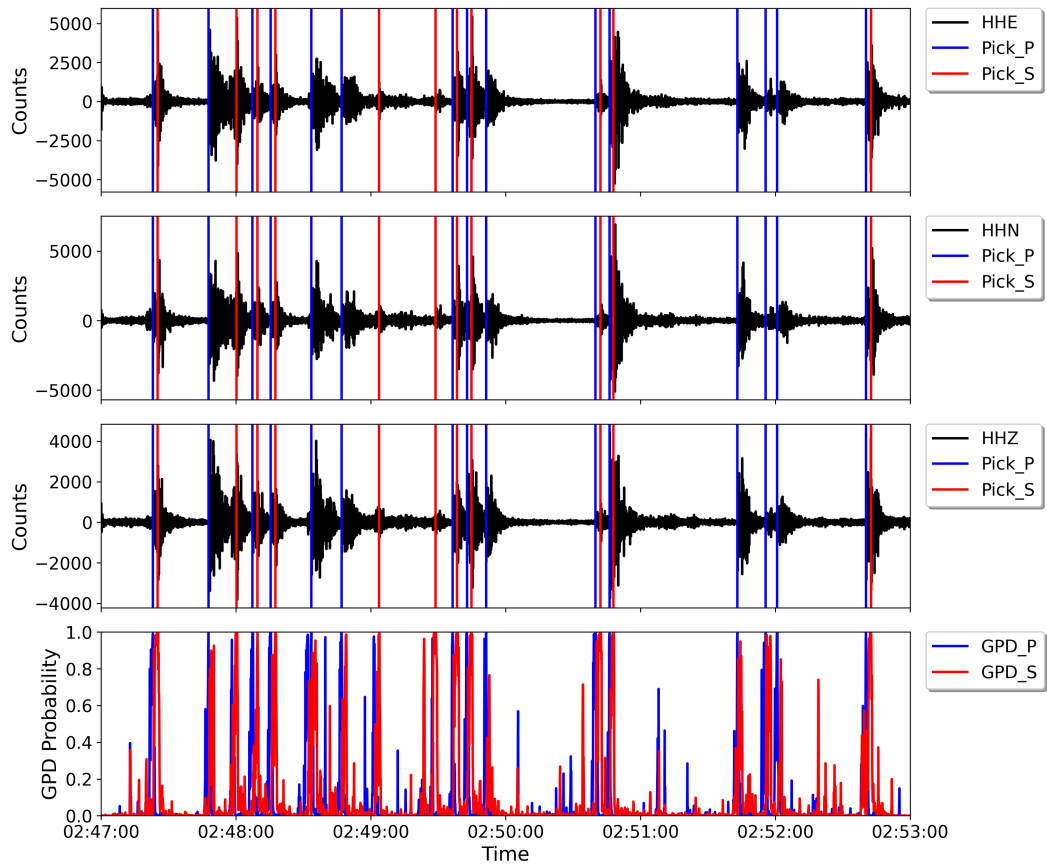 5000
2500
0
−2500
−5000
Counts
HHE
Pick_P
Pick_S
5000
0
−5000
Counts
HHN
Pick_P
Pick_S
4000
2000
0
−2000
−4000
Counts
HHZ
Pick_P
Pick_S
1.0
0.8
0.6
0.4
0.2
0.0
GPD Probability
GPD_P
GPD_S
02:47:00 02:48:00 02:49:00 02:50:00 02:51:00 02:52:00 02:53:00
Time